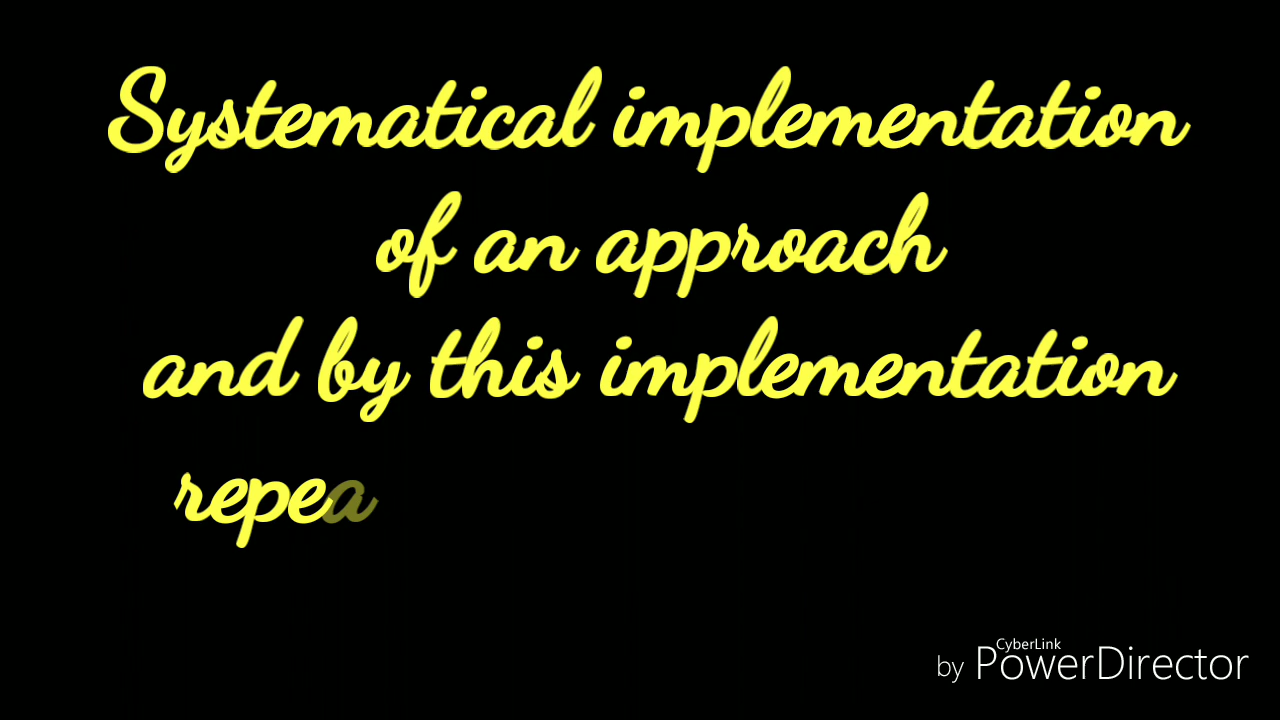 Systematical implementation
of an approach
and by this implementation
repea
CyberLink
by PowerDirector